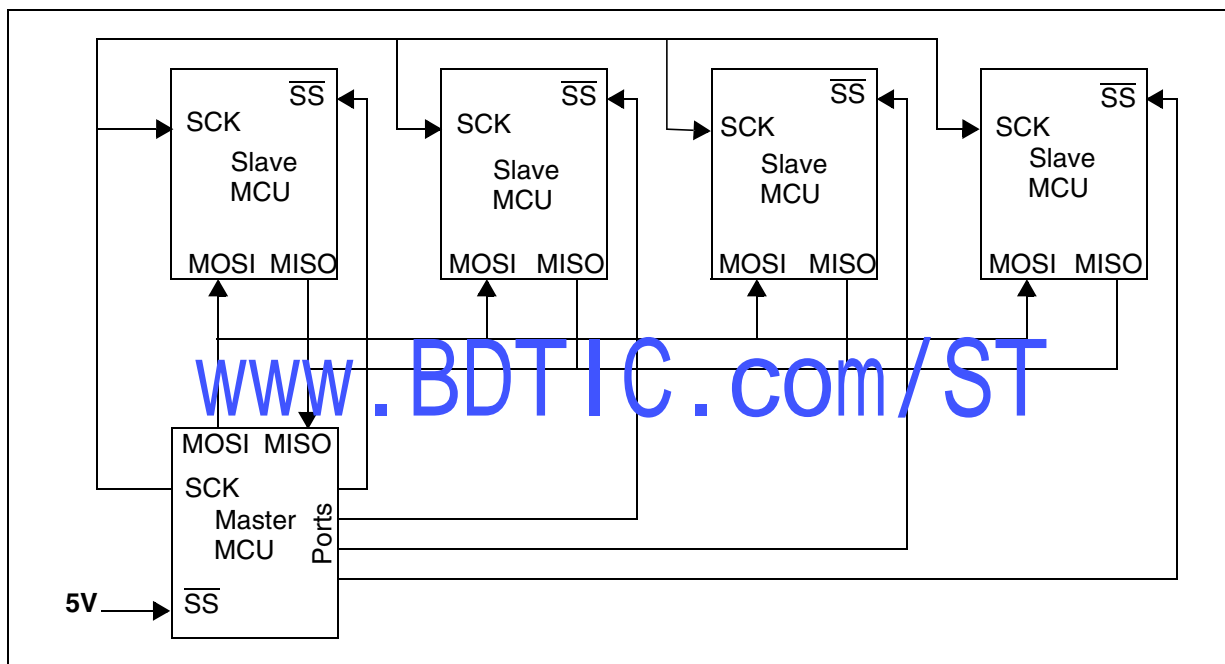 SS
SCK
Slave
MCU
MOSI MISO
SS
SCK
Slave
MCU
MOSI MISO
SS
SCK
Slave
MCU
MOSI MISO
SS
SCK
Slave
MCU
MOSI MISO
www.BDTIC.com/ST
MOSI MISO
SCK
Master
MCU
Ports
SS
5V